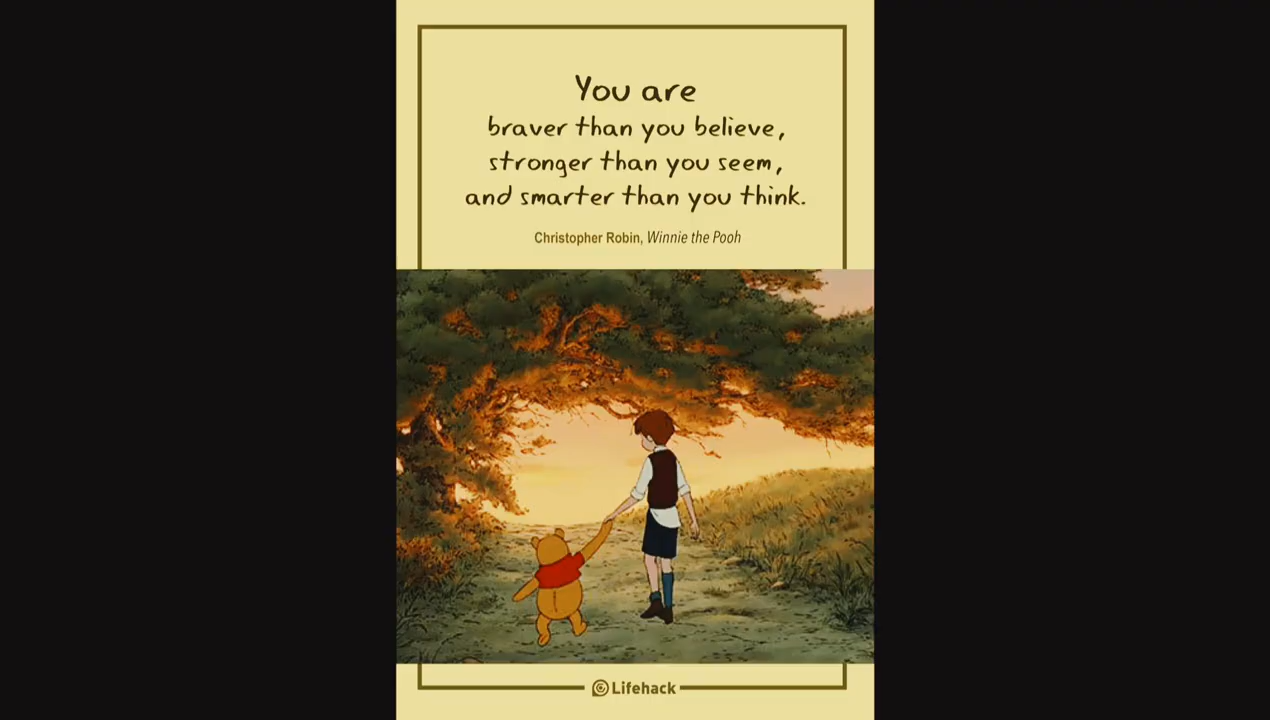 You are
braver than you believe,
stronger than you seem,
and smarter than you think.
Christopher Robin, Winnie the Pooh
Lifehack